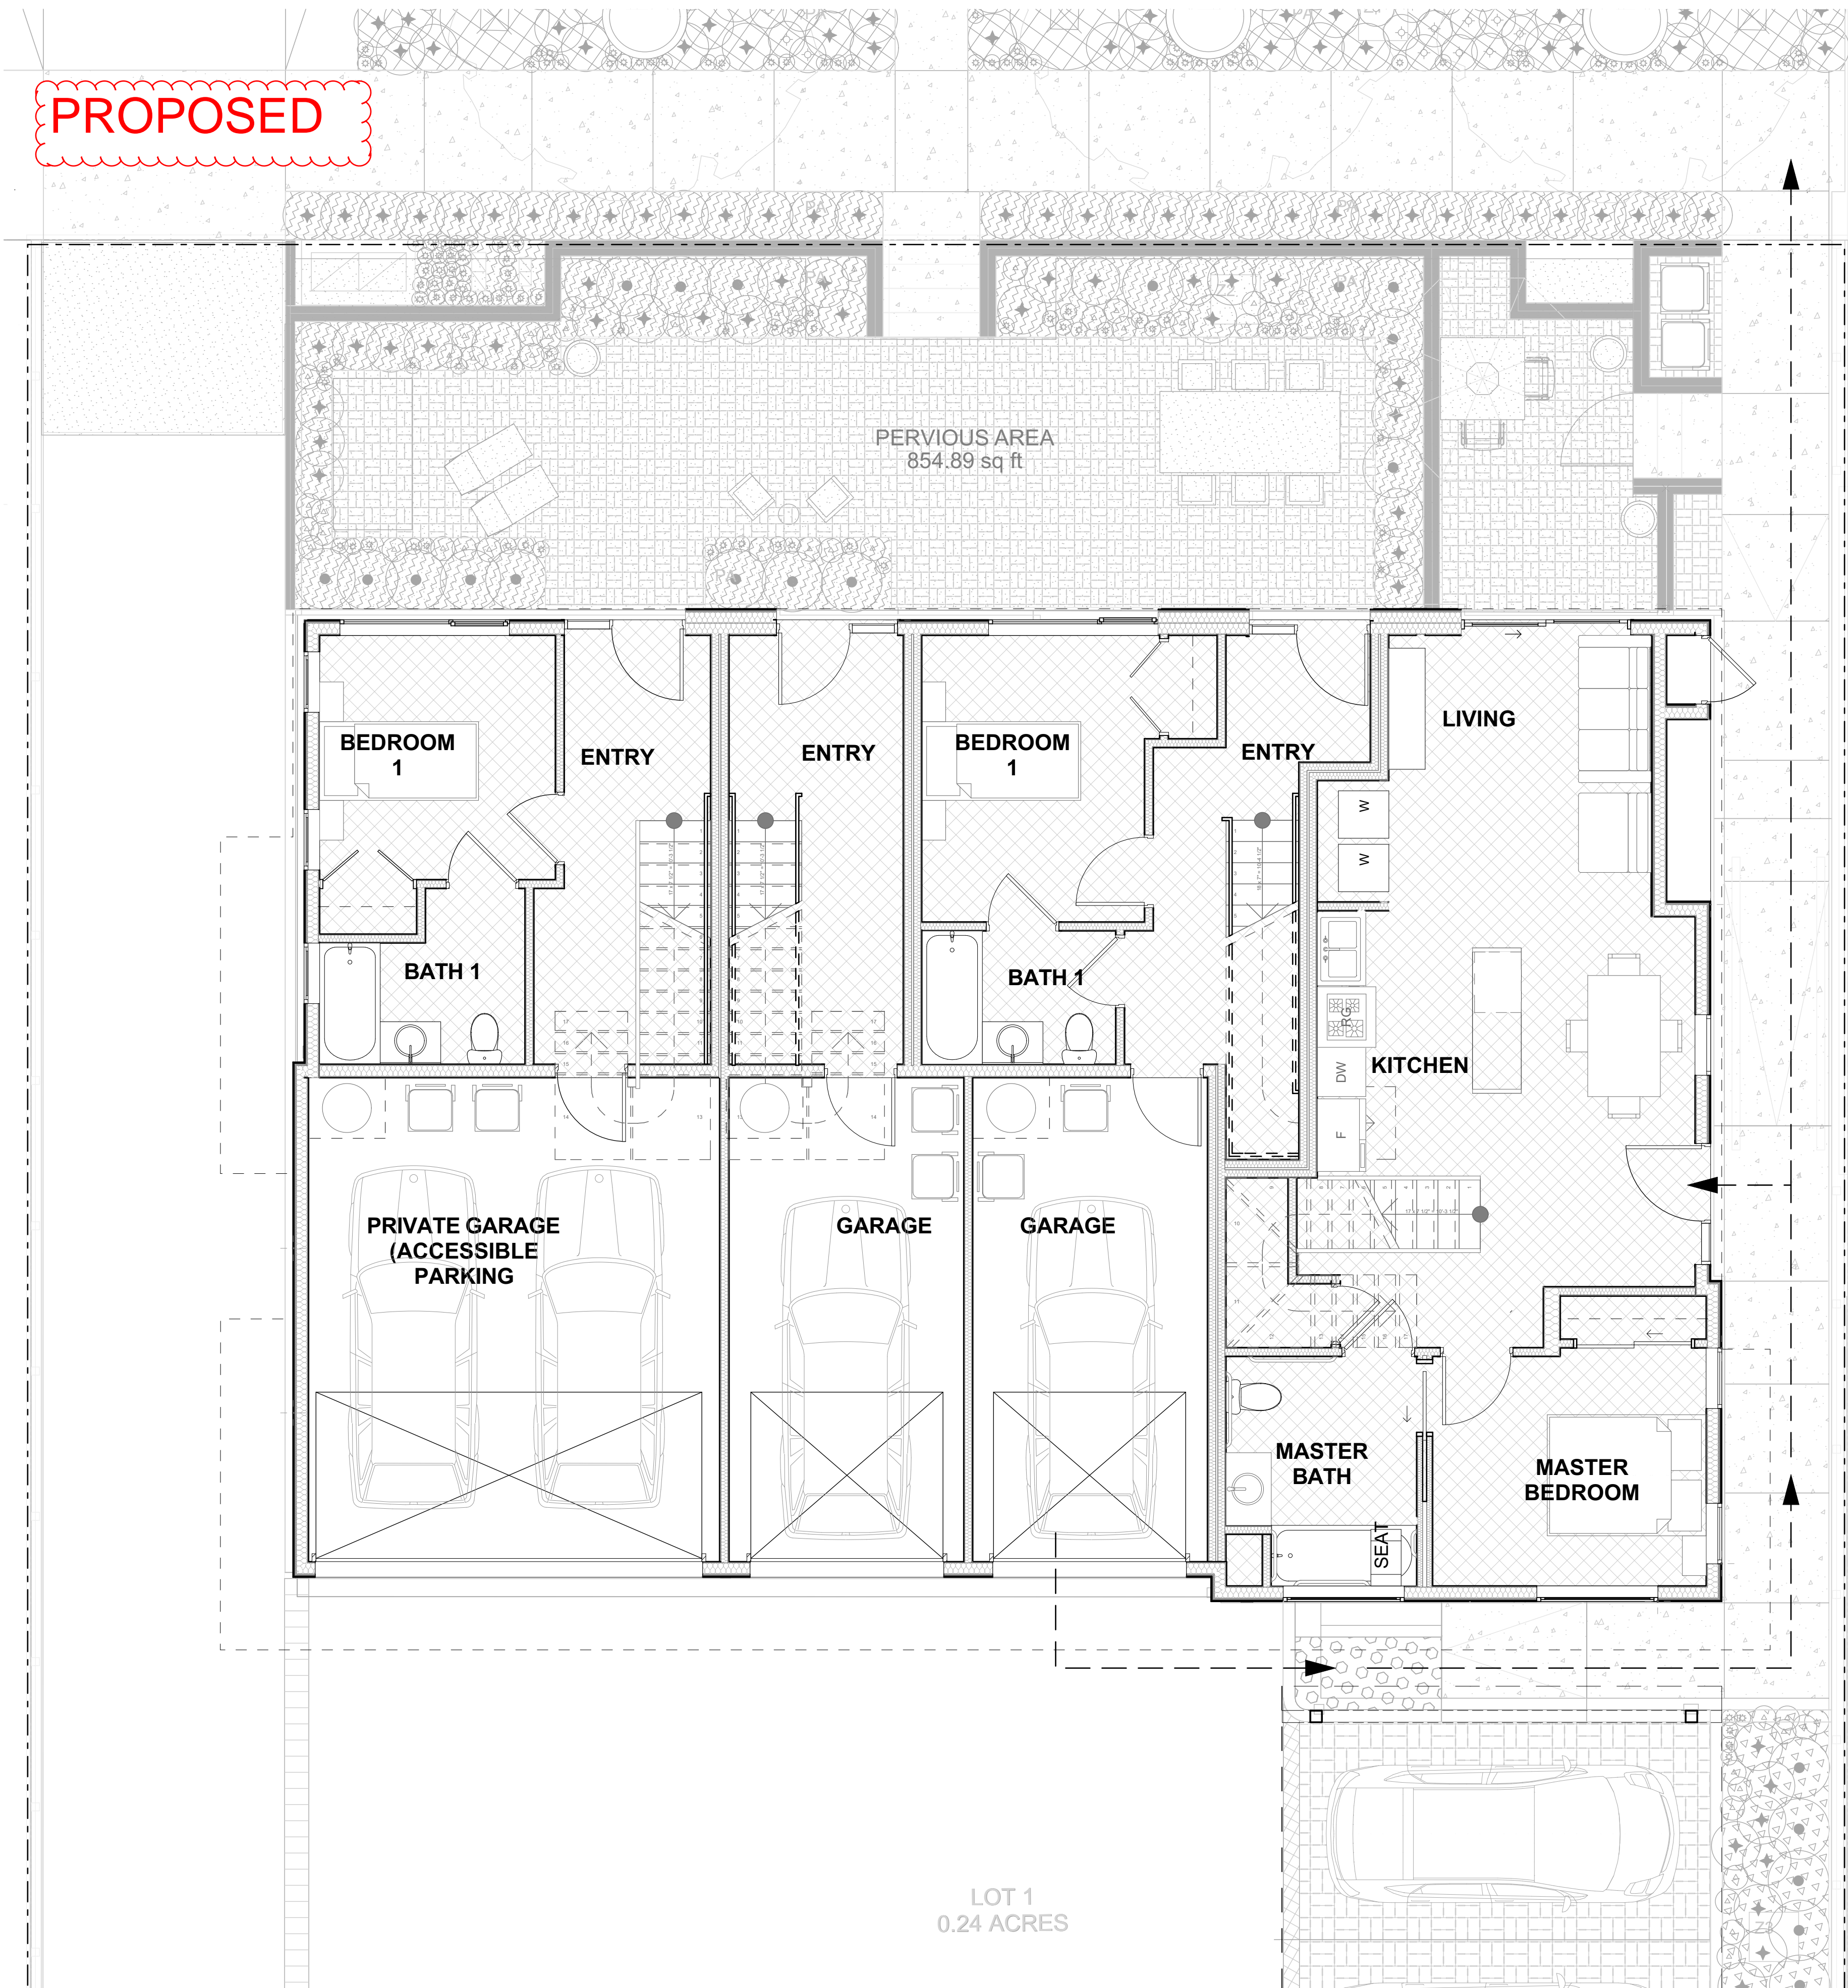 PROPOSED
PERVIOUS AREA
854.89 sq ft
LIVING
BEDROOM
1
ENTRY
ENTRY
BEDROOM
1
ENTRY
W
W
BATH 1
BATH 1
RG
KITCHEN
DW
F
PRIVATE GARAGE
(ACCESSIBLE
PARKING
GARAGE
GARAGE
MASTER
BATH
MASTER
BEDROOM
SEAT
LOT 1
0.24 ACRES